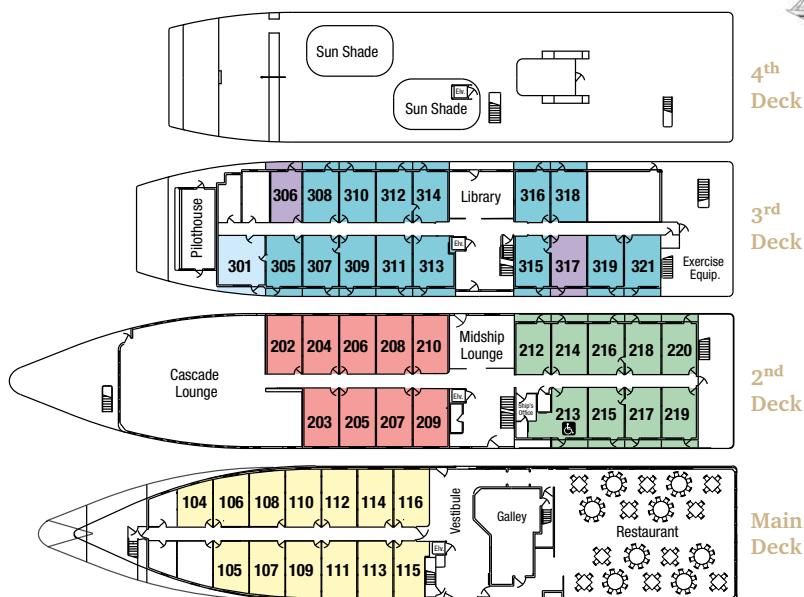 Sun Shade
Elv.
Sun Shade
4th
Deck
306 308 310 312 314 Library 316 318
Pilothouse
3rd
Deck
301 305 307 309 311 313 Elv. 315 317 319 321
Exercise
Equip.
202 204 206 208 210
Midship
Lounge
212 214 216 218 220
Cascade
Lounge
2nd
Deck
Elv.
Ship's
Office
203 205 207 209 213 215 217 219
104 106 108 110 112 114 116
Vestibule
Galley
Restaurant
Main
Deck
Elv.
105 107 109 111 113 115